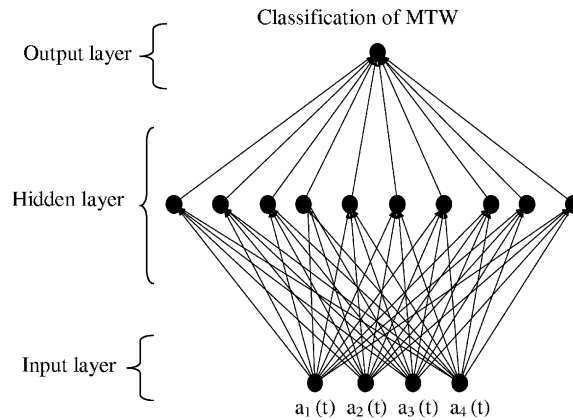 Classification of MTW
Output layer
Hidden layer
Input layer
a₁ (t) a₂ (t) a₃ (t) a₄ (t)